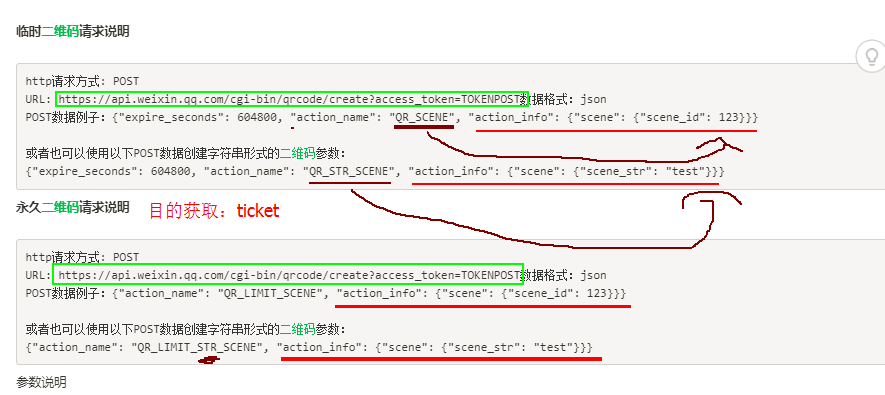 临时二维码请求说明
http请求方式: POST
URL: https://api.weixin.qq.com/cgi-bin/qrcode/create?access_token=TOKENPOST数据格式：json
POST数据例子：{"expire_seconds": 604800, "action_name": "QR_SCENE", "action_info": {"scene": {"scene_id": 123}}}
或者也可以使用以下POST数据创建字符串形式的二维码参数：
{"expire_seconds": 604800, "action_name": "QR_STR_SCENE", "action_info": {"scene": {"scene_str": "test"}}}
永久二维码请求说明 目的获取：ticket
http请求方式: POST
URL: https://api.weixin.qq.com/cgi-bin/qrcode/create?access_token=TOKENPOST数据格式：json
POST数据例子：{"action_name": "QR_LIMIT_SCENE", "action_info": {"scene": {"scene_id": 123}}}
或者也可以使用以下POST数据创建字符串形式的二维码参数：
{"action_name": "QR_LIMIT_STR_SCENE", "action_info": {"scene": {"scene_str": "test"}}}
参数说明